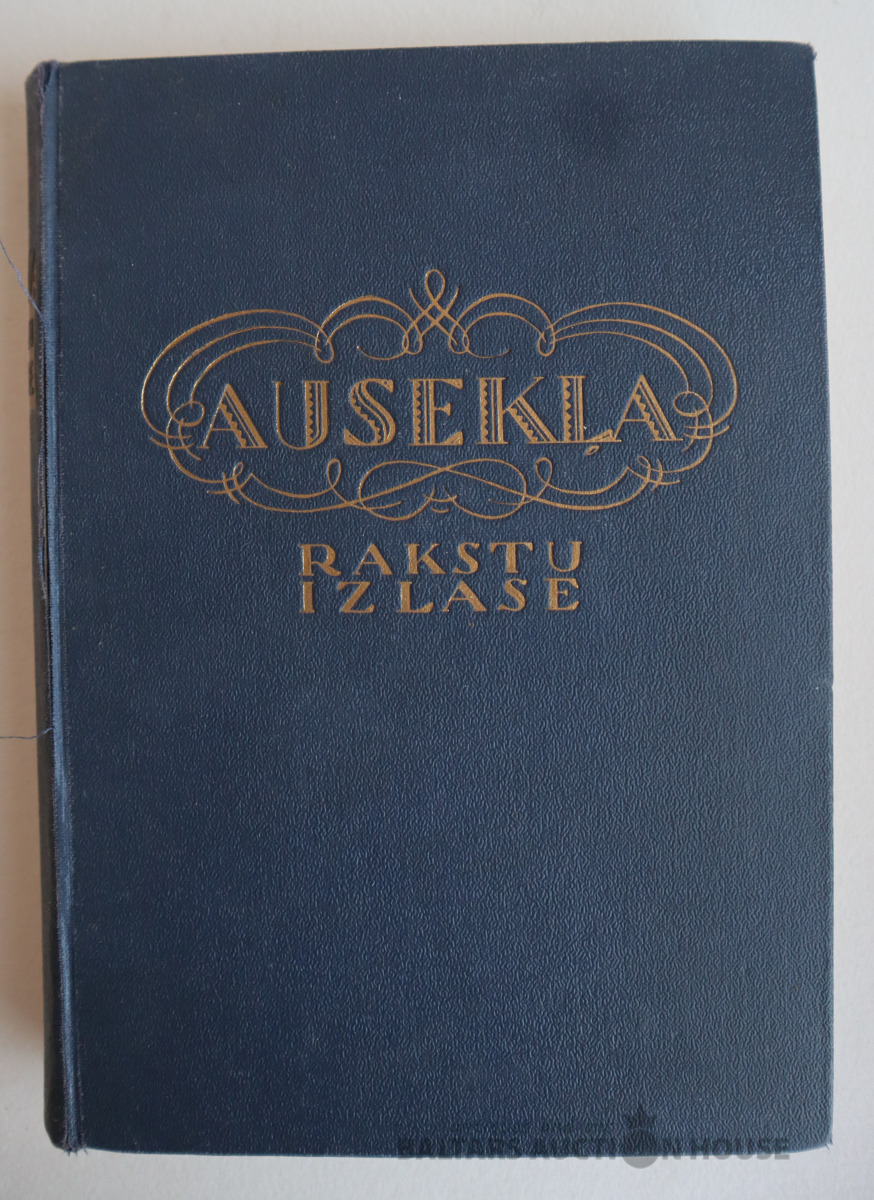 AUSEKĻA
RAKSTU
IZLASE
BALTARS AUCTION HOUSE